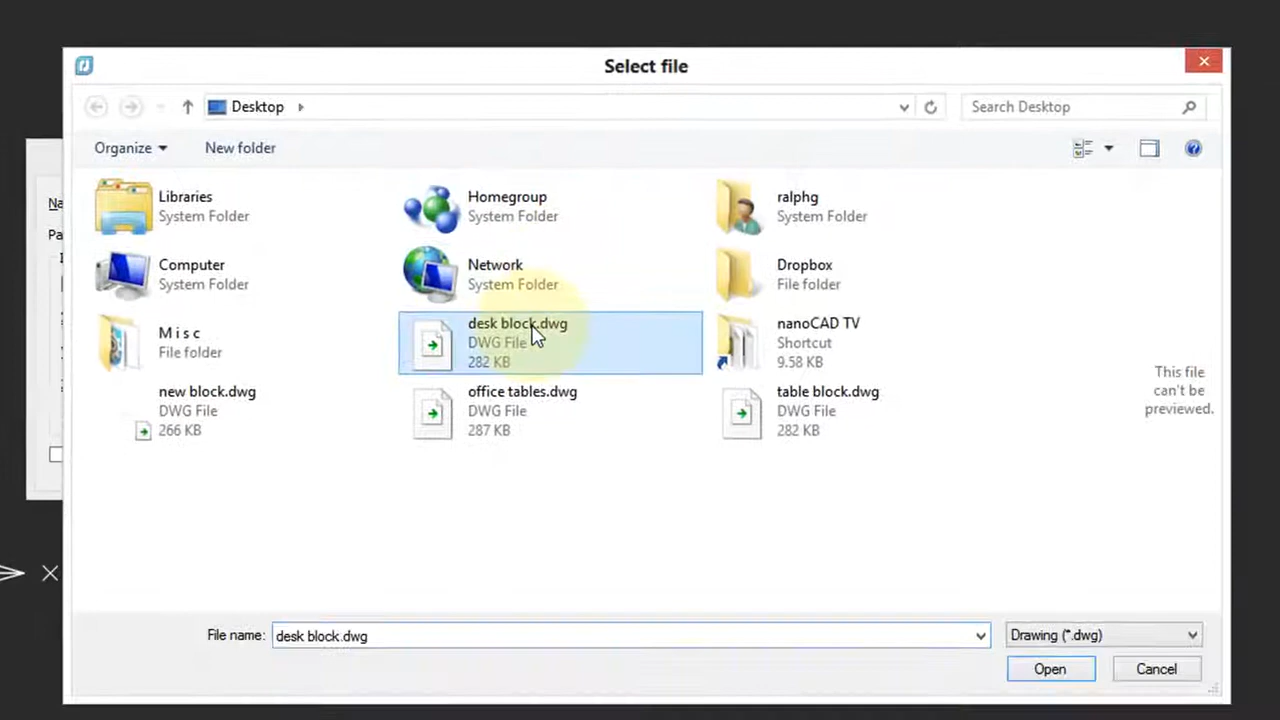 Select file
Desktop
Search Desktop
Organize
New folder
Libraries
System Folder
Homegroup
System Folder
ralphg
System Folder
Computer
System Folder
Network
System Folder
Dropbox
File folder
M i s c
File folder
desk block.dwg
DWG File
282 KB
nanoCAD TV
Shortcut
9.58 KB
new block.dwg
DWG File
266 KB
office tables.dwg
DWG File
287 KB
table block.dwg
DWG File
282 KB
This file
can't be
previewed.
Na
Pa
File name:
desk block.dwg
Drawing (*.dwg)
Open
Cancel
X